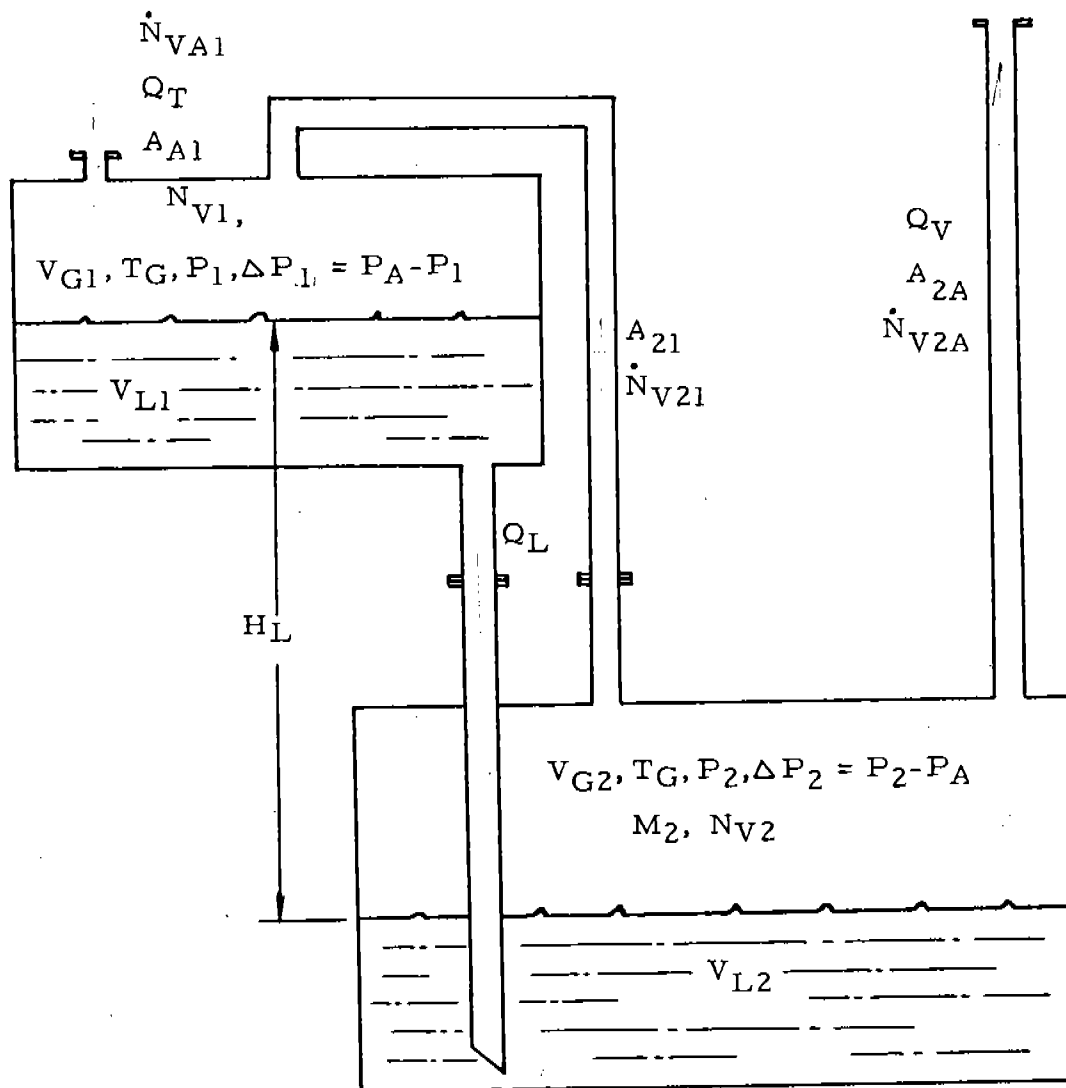 Ṅ_VA1
Q_T
A_A1
N_V1,
V_G1, T_G, P_1, ΔP_1 = P_A-P_1
V_L1
A_21
Ṅ_V21
Q_V
A_2A
Ṅ_V2A
Q_L
H_L
V_G2, T_G, P_2, ΔP_2 = P_2-P_A
M_2, N_V2
V_L2